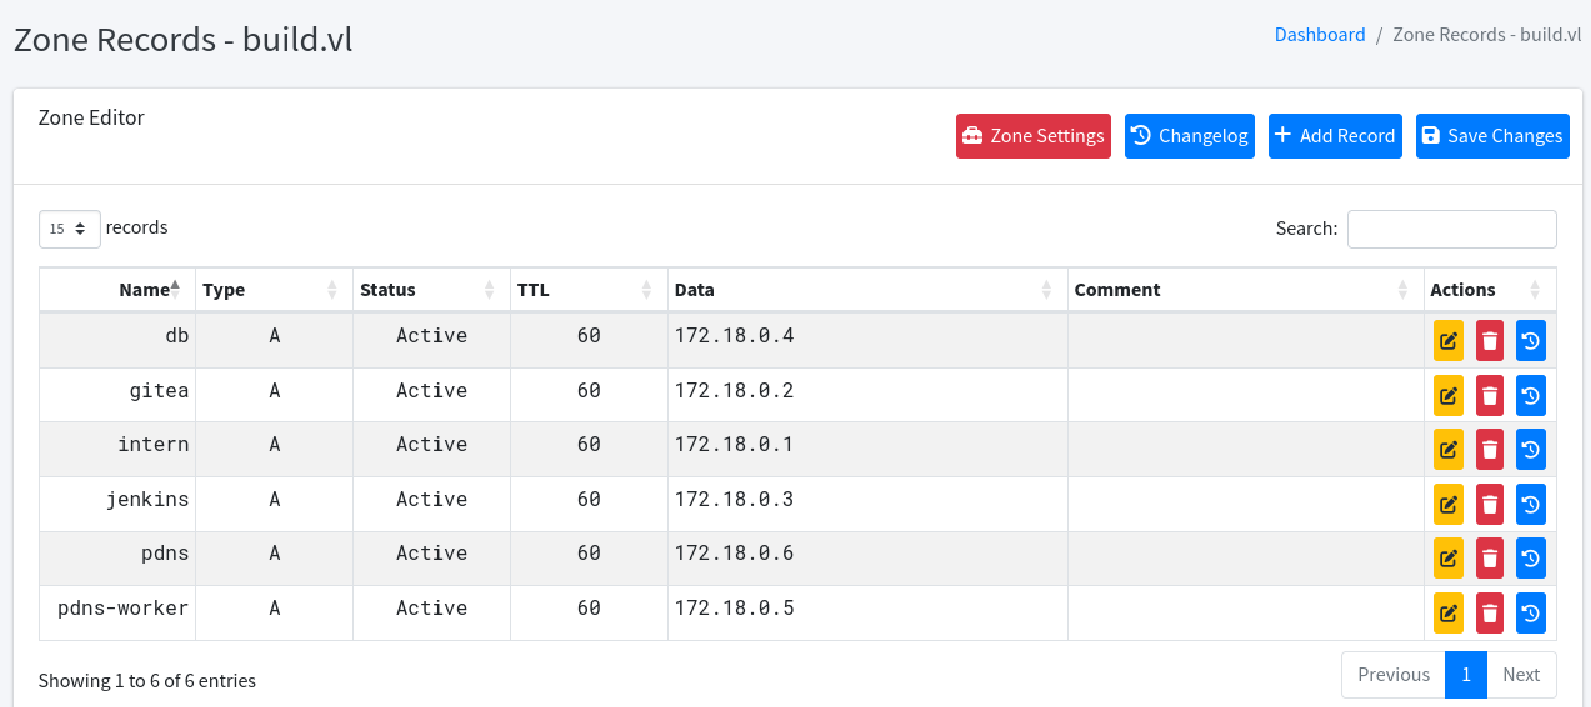 Zone Records - build.vl
Dashboard / Zone Records - build.vl
Zone Editor
Zone Settings Changelog + Add Record Save Changes
15 records
Search:
Name Type Status TTL Data Comment Actions
db A Active 60 172.18.0.4
gitea A Active 60 172.18.0.2
intern A Active 60 172.18.0.1
jenkins A Active 60 172.18.0.3
pdns A Active 60 172.18.0.6
pdns-worker A Active 60 172.18.0.5
Showing 1 to 6 of 6 entries
Previous 1 Next